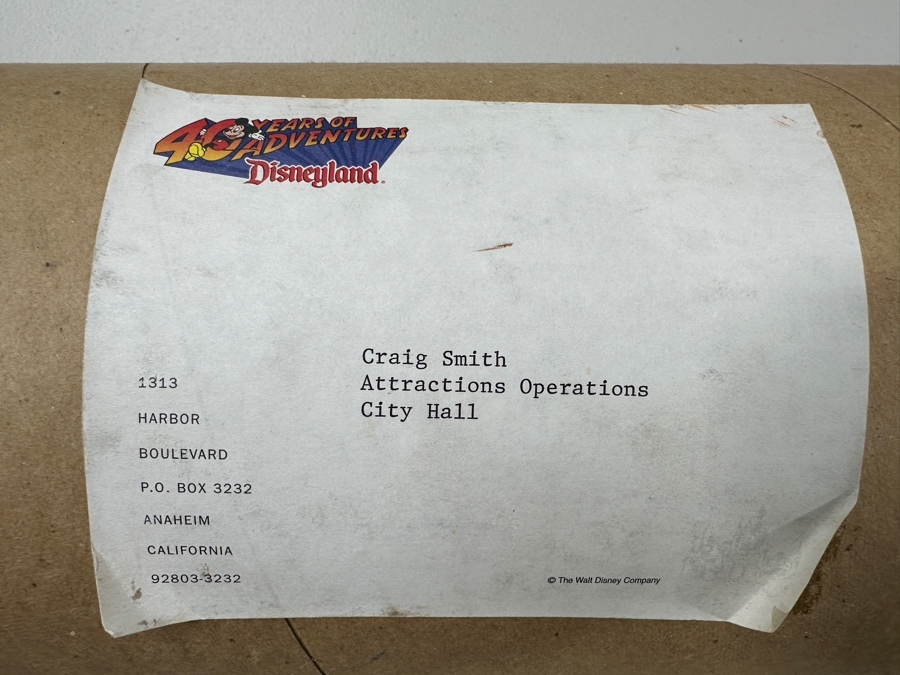 40 YEARS OF
ADVENTURES
Disneyland.
Craig Smith
Attractions Operations
City Hall
1313
HARBOR
BOULEVARD
P.O. BOX 3232
ANAHEIM
CALIFORNIA
92803-3232
© The Walt Disney Company